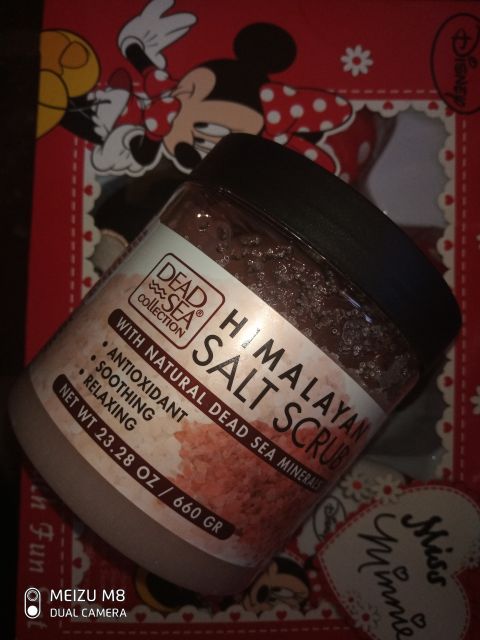 Disney
DEAD
SEA®
COLLECTION
HIMALAYAN
SALT SCRUB
WITH NATURAL DEAD SEA MINERALS
• ANTIOXIDANT
• SOOTHING
• RELAXING
NET WT 23.28 OZ / 660 GR
Fun
Miss
Minnie
MEIZU M8
DUAL CAMERA